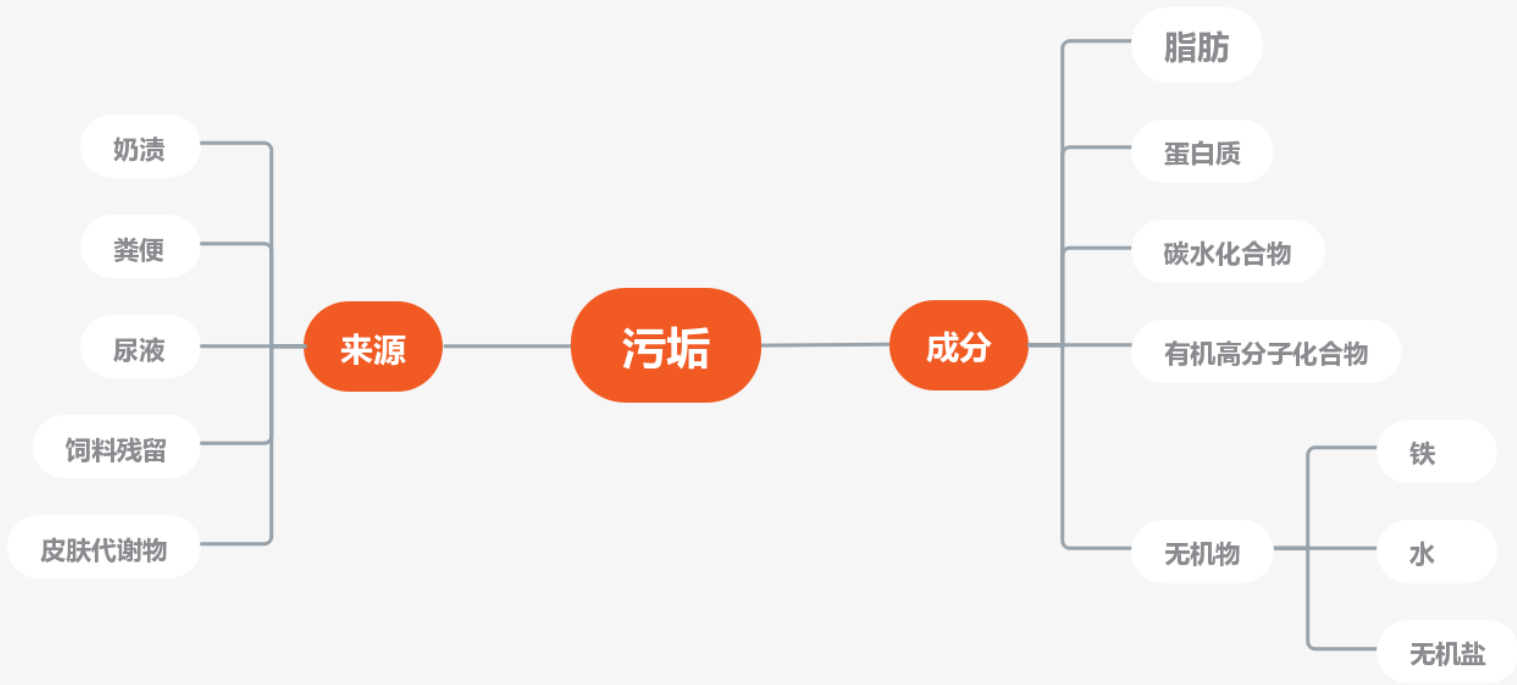 污垢
来源
奶渍
粪便
尿液
饲料残留
皮肤代谢物
成分
脂肪
蛋白质
碳水化合物
有机高分子化合物
无机物
铁
水
无机盐